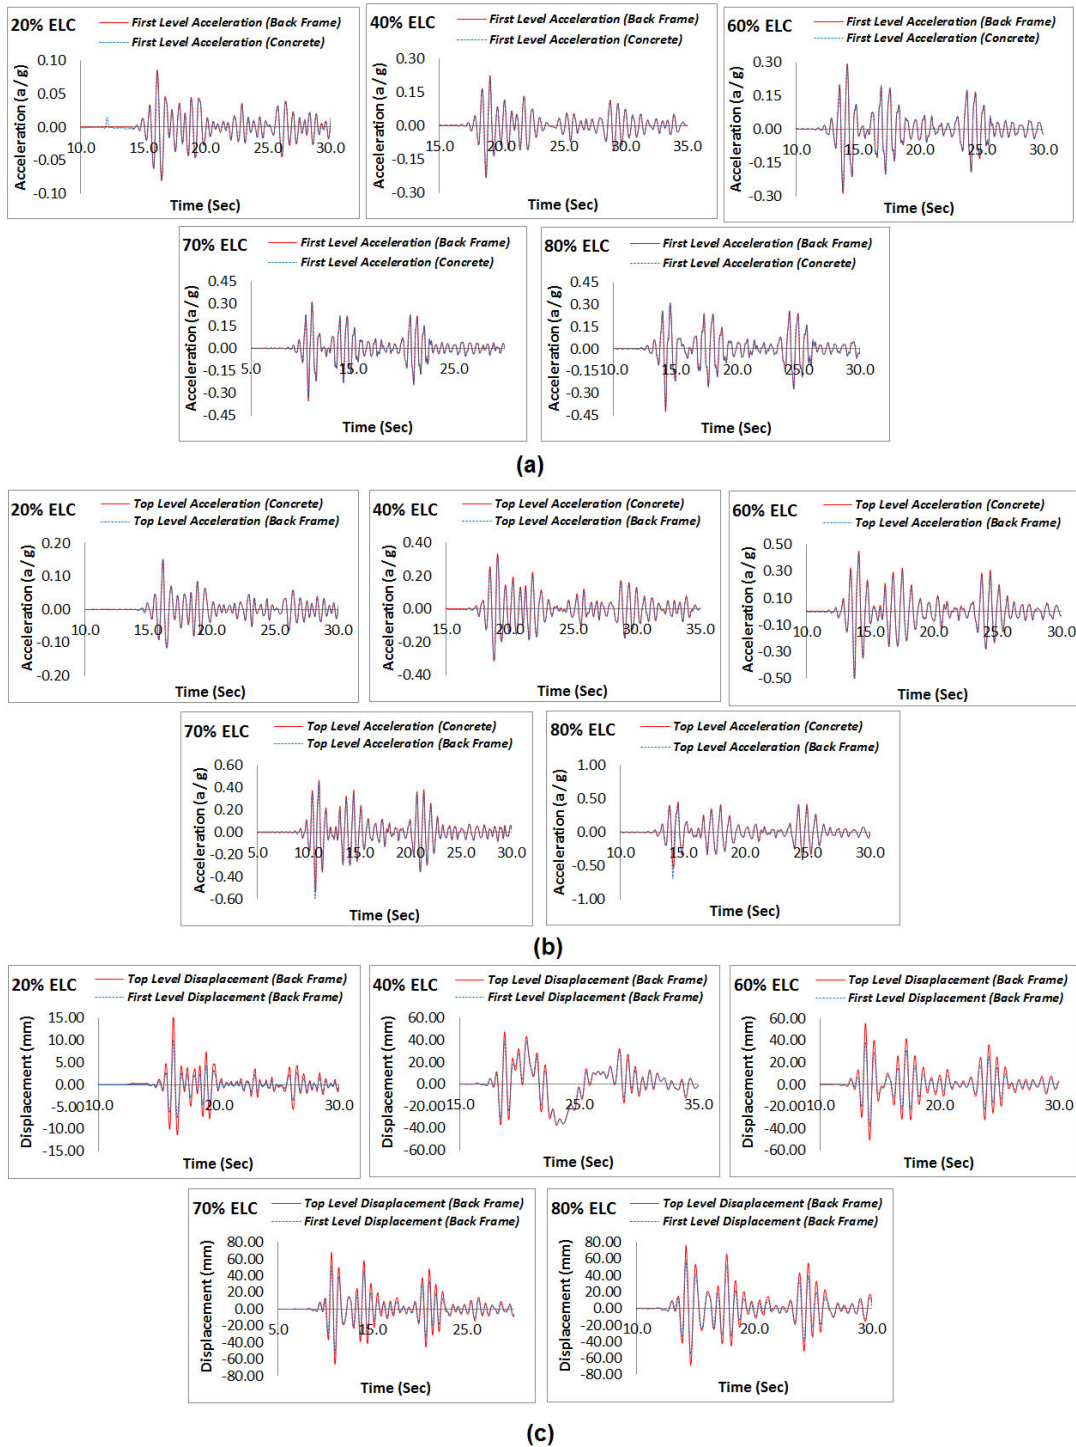 20% ELC
First Level Acceleration (Back Frame)
First Level Acceleration (Concrete)
Acceleration (a / g)
0.10
0.05
0.00
-0.05
-0.10
10.0 15.0 20.0 25.0 30.0
Time (Sec)
40% ELC
First Level Acceleration (Back Frame)
First Level Acceleration (Concrete)
Acceleration (a / g)
0.30
0.15
0.00
-0.15
-0.30
15.0 20.0 25.0 30.0 35.0
Time (Sec)
60% ELC
First Level Acceleration (Back Frame)
First Level Acceleration (Concrete)
Acceleration (a / g)
0.30
0.15
0.00
-0.15
-0.30
10.0 15.0 20.0 25.0 30.0
Time (Sec)
70% ELC
First Level Acceleration (Back Frame)
First Level Acceleration (Concrete)
Acceleration (a / g)
0.45
0.30
0.15
0.00
-0.15
-0.30
-0.45
5.0 15.0 25.0
Time (Sec)
80% ELC
First Level Acceleration (Back Frame)
First Level Acceleration (Concrete)
Acceleration (a / g)
0.45
0.30
0.15
0.00
-0.15
-0.30
-0.45
10.0 15.0 20.0 25.0 30.0
Time (Sec)
(a)
20% ELC
Top Level Acceleration (Concrete)
Top Level Acceleration (Back Frame)
Acceleration (a / g)
0.20
0.10
0.00
-0.10
-0.20
10.0 15.0 20.0 25.0 30.0
Time (Sec)
40% ELC
Top Level Acceleration (Concrete)
Top Level Acceleration (Back Frame)
Acceleration (a / g)
0.40
0.20
0.00
-0.20
-0.40
15.0 20.0 25.0 30.0 35.0
Time (Sec)
60% ELC
Top Level Acceleration (Concrete)
Top Level Acceleration (Back Frame)
Acceleration (a / g)
0.50
0.30
0.10
-0.10
-0.30
-0.50
10.0 15.0 20.0 25.0 30.0
Time (Sec)
70% ELC
Top Level Acceleration (Concrete)
Top Level Acceleration (Back Frame)
Acceleration (a / g)
0.60
0.40
0.20
0.00
-0.20
-0.40
-0.60
5.0 10.0 15.0 20.0 25.0 30.0
Time (Sec)
80% ELC
Top Level Acceleration (Concrete)
Top Level Acceleration (Back Frame)
Acceleration (a / g)
1.00
0.50
0.00
-0.50
-1.00
10.0 15.0 20.0 25.0 30.0
Time (Sec)
(b)
20% ELC
Top Level Disaplacement (Back Frame)
First Level Displacement (Back Frame)
Displacement (mm)
15.00
10.00
5.00
0.00
-5.00
-10.00
-15.00
10.0 20.0 30.0
Time (Sec)
40% ELC
Top Level Disaplacement (Back Frame)
First Level Displacement (Back Frame)
Displacement (mm)
60.00
40.00
20.00
0.00
-20.00
-40.00
-60.00
15.0 25.0 35.0
Time (Sec)
60% ELC
Top Level Disaplacement (Back Frame)
First Level Displacement (Back Frame)
Displacement (mm)
60.00
40.00
20.00
0.00
-20.00
-40.00
-60.00
10.0 20.0 30.0
Time (Sec)
70% ELC
Top Level Disaplacement (Back Frame)
First Level Displacement (Back Frame)
Displacement (mm)
80.00
60.00
40.00
20.00
0.00
-20.00
-40.00
-60.00
-80.00
5.0 15.0 25.0
Time (Sec)
80% ELC
Top Level Disaplacement (Back Frame)
First Level Displacement (Back Frame)
Displacement (mm)
80.00
60.00
40.00
20.00
0.00
-20.00
-40.00
-60.00
-80.00
10.0 20.0 30.0
Time (Sec)
(c)